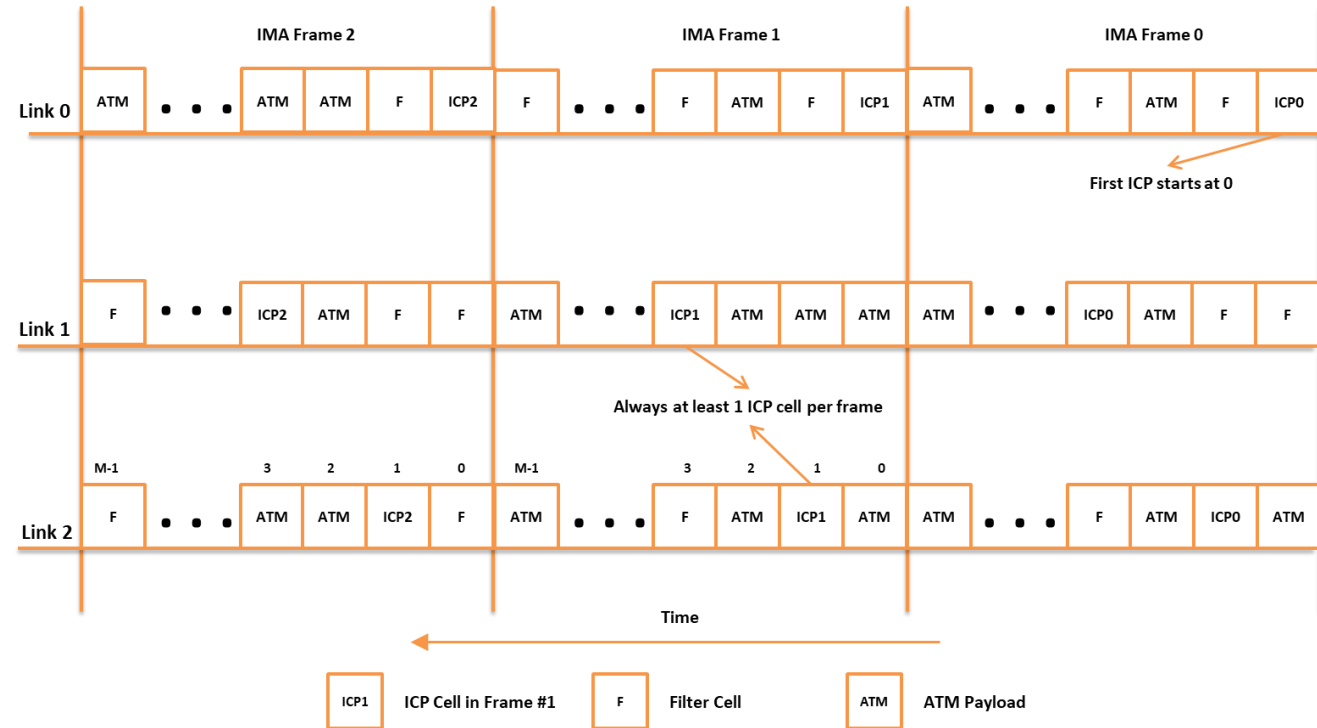 IMA Frame 2 IMA Frame 1 IMA Frame 0
Link 0 ATM ATM ATM F ICP2 F F ATM F ICP1 ATM F ATM F ICP0
First ICP starts at 0
Link 1 F ICP2 ATM F F ATM ICP1 ATM ATM ATM ATM ICP0 ATM F F
Always at least 1 ICP cell per frame
M-1 3 2 1 0 M-1 3 2 1 0
Link 2 F ATM ATM ICP2 F ATM F ATM ICP1 ATM ATM F ATM ICP0 ATM
Time
ICP1 ICP Cell in Frame #1 F Filter Cell ATM ATM Payload